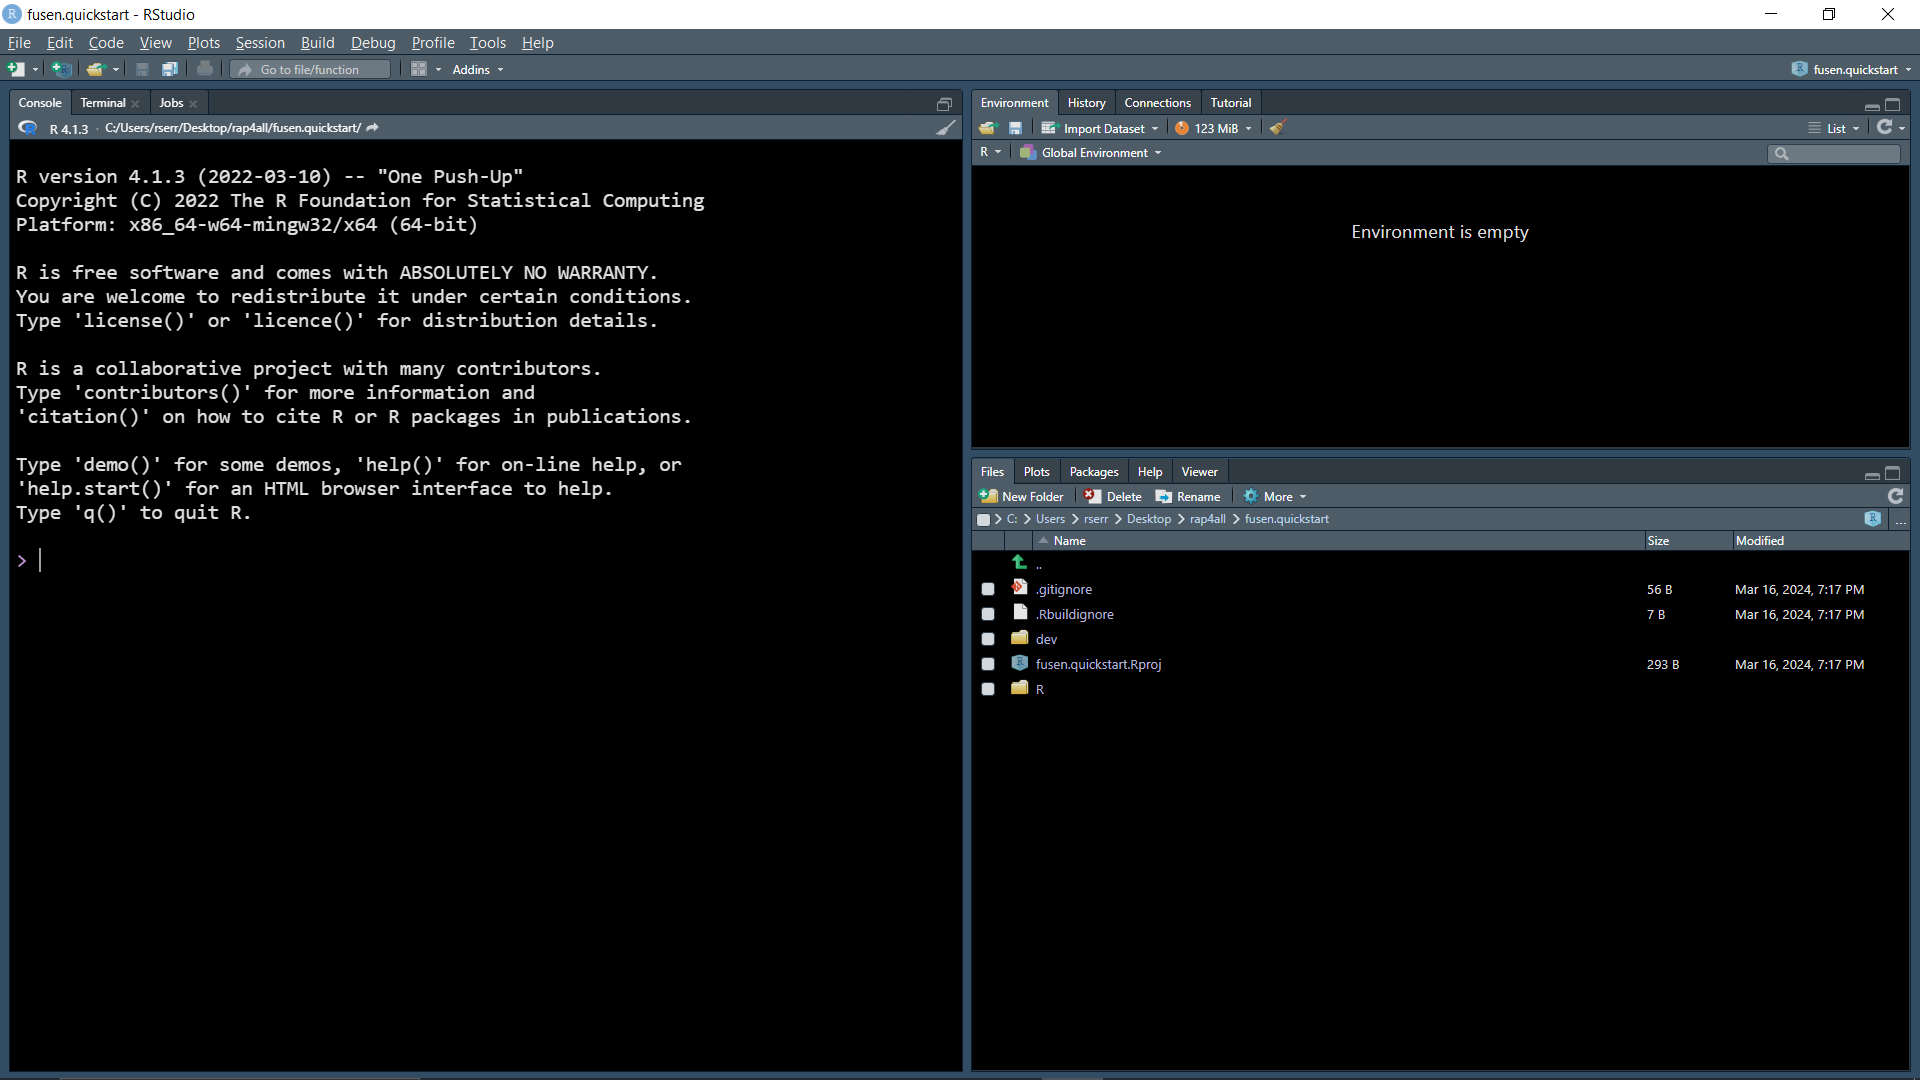 fusen.quickstart - RStudio
File Edit Code View Plots Session Build Debug Profile Tools Help
Go to file/function Addins fusen.quickstart
Console Terminal Jobs
R 4.1.3 · C:/Users/rserr/Desktop/rap4all/fusen.quickstart/
R version 4.1.3 (2022-03-10) -- "One Push-Up"
Copyright (C) 2022 The R Foundation for Statistical Computing
Platform: x86_64-w64-mingw32/x64 (64-bit)
R is free software and comes with ABSOLUTELY NO WARRANTY.
You are welcome to redistribute it under certain conditions.
Type 'license()' or 'licence()' for distribution details.
R is a collaborative project with many contributors.
Type 'contributors()' for more information and
'citation()' on how to cite R or R packages in publications.
Type 'demo()' for some demos, 'help()' for on-line help, or
'help.start()' for an HTML browser interface to help.
Type 'q()' to quit R.
>
Environment History Connections Tutorial
Import Dataset 123 MiB List
R Global Environment
Environment is empty
Files Plots Packages Help Viewer
New Folder Delete Rename More
C: > Users > rserr > Desktop > rap4all > fusen.quickstart ...
Name Size Modified
..
.gitignore 56 B Mar 16, 2024, 7:17 PM
.Rbuildignore 7 B Mar 16, 2024, 7:17 PM
dev
fusen.quickstart.Rproj 293 B Mar 16, 2024, 7:17 PM
R